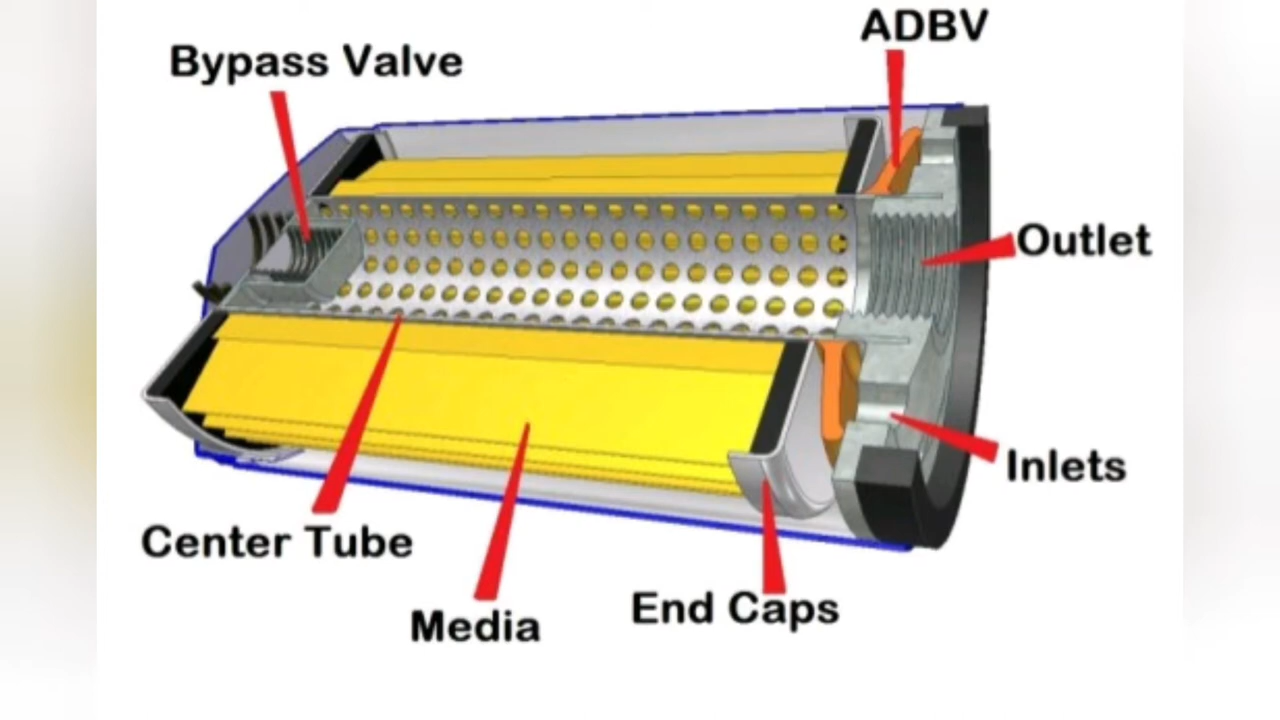 ADBV
Bypass Valve
Outlet
Inlets
Center Tube
End Caps
Media